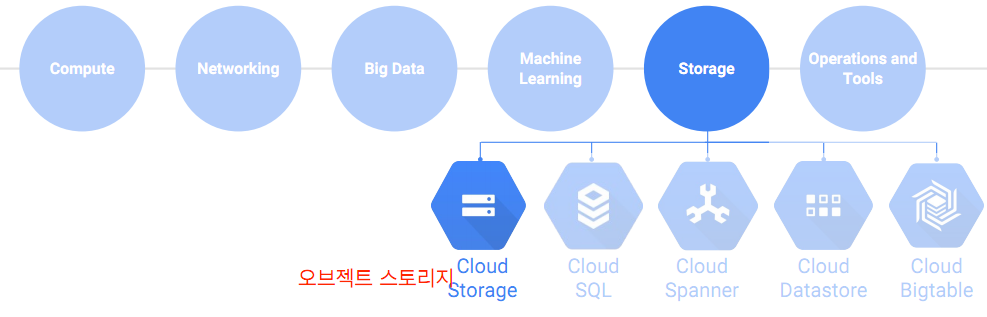 Compute
Networking
Big Data
Machine
Learning
Storage
Operations and
Tools
오브젝트 스토리지
Cloud
Storage
Cloud
SQL
Cloud
Spanner
Cloud
Datastore
Cloud
Bigtable